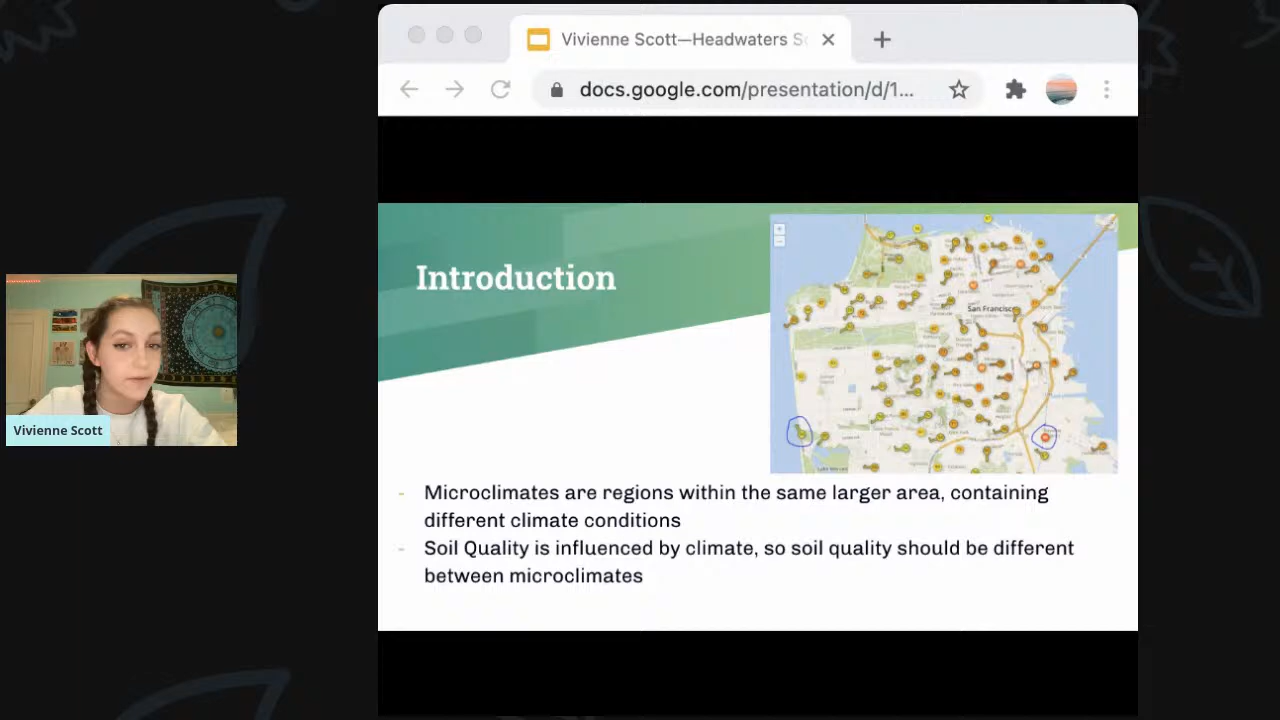 Vivienne Scott—Headwaters Sc
docs.google.com/presentation/d/1...
Introduction
San Francisco
Vivienne Scott
- Microclimates are regions within the same larger area, containing
different climate conditions
- Soil Quality is influenced by climate, so soil quality should be different
between microclimates